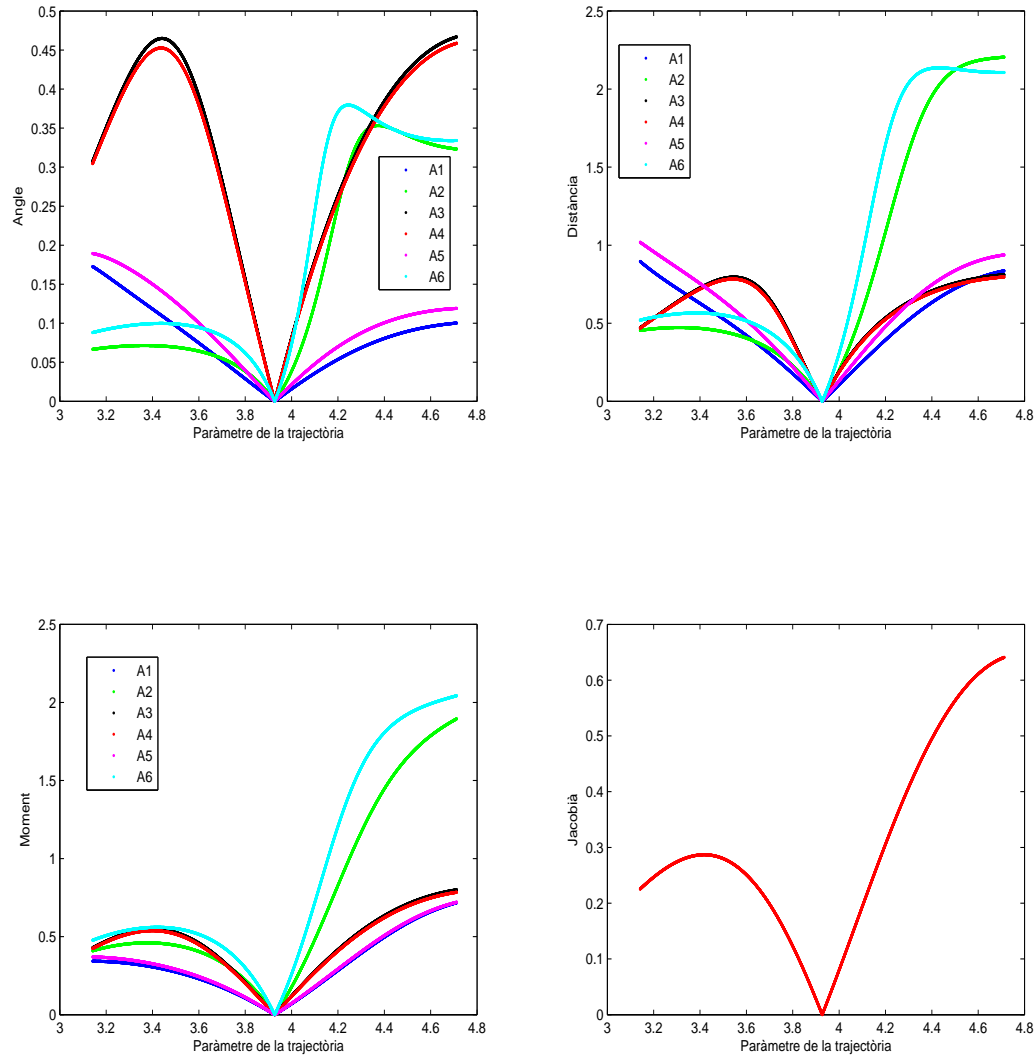 0.5
0.45
0.4
0.35
0.3
0.25
0.2
0.15
0.1
0.05
0
Angle
A1
A2
A3
A4
A5
A6
3 3.2 3.4 3.6 3.8 4 4.2 4.4 4.6 4.8
Paràmetre de la trajectòria
2.5
2
1.5
1
0.5
0
Distància
A1
A2
A3
A4
A5
A6
3 3.2 3.4 3.6 3.8 4 4.2 4.4 4.6 4.8
Paràmetre de la trajectòria
2.5
2
1.5
1
0.5
0
Moment
A1
A2
A3
A4
A5
A6
3 3.2 3.4 3.6 3.8 4 4.2 4.4 4.6 4.8
Paràmetre de la trajectòria
0.7
0.6
0.5
0.4
0.3
0.2
0.1
0
Jacobià
3 3.2 3.4 3.6 3.8 4 4.2 4.4 4.6 4.8
Paràmetre de la trajectòria